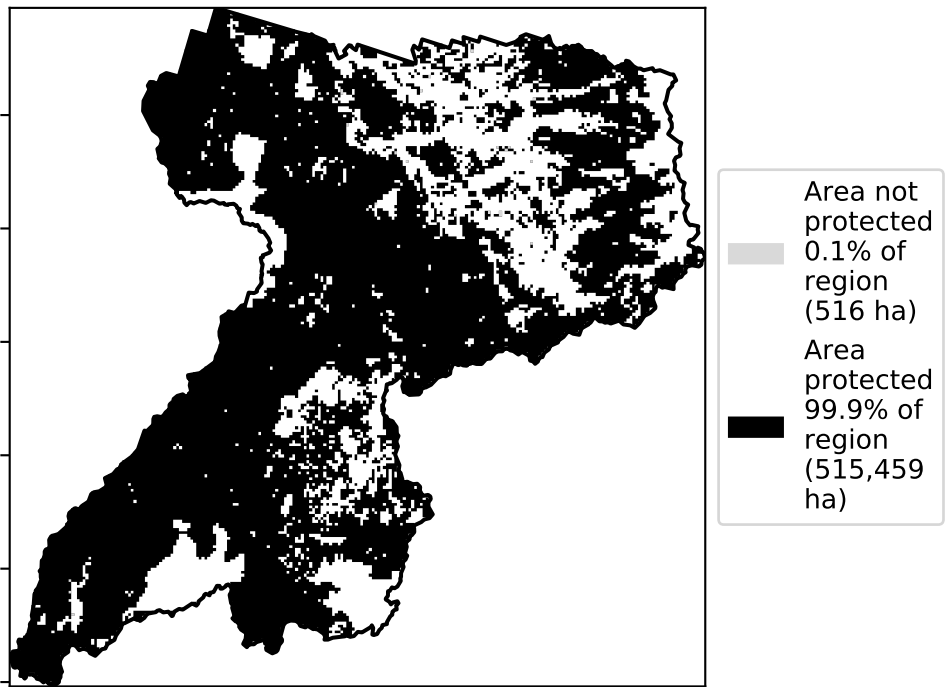 Area not
protected
0.1% of
region
(516 ha)
Area
protected
99.9% of
region
(515,459
ha)